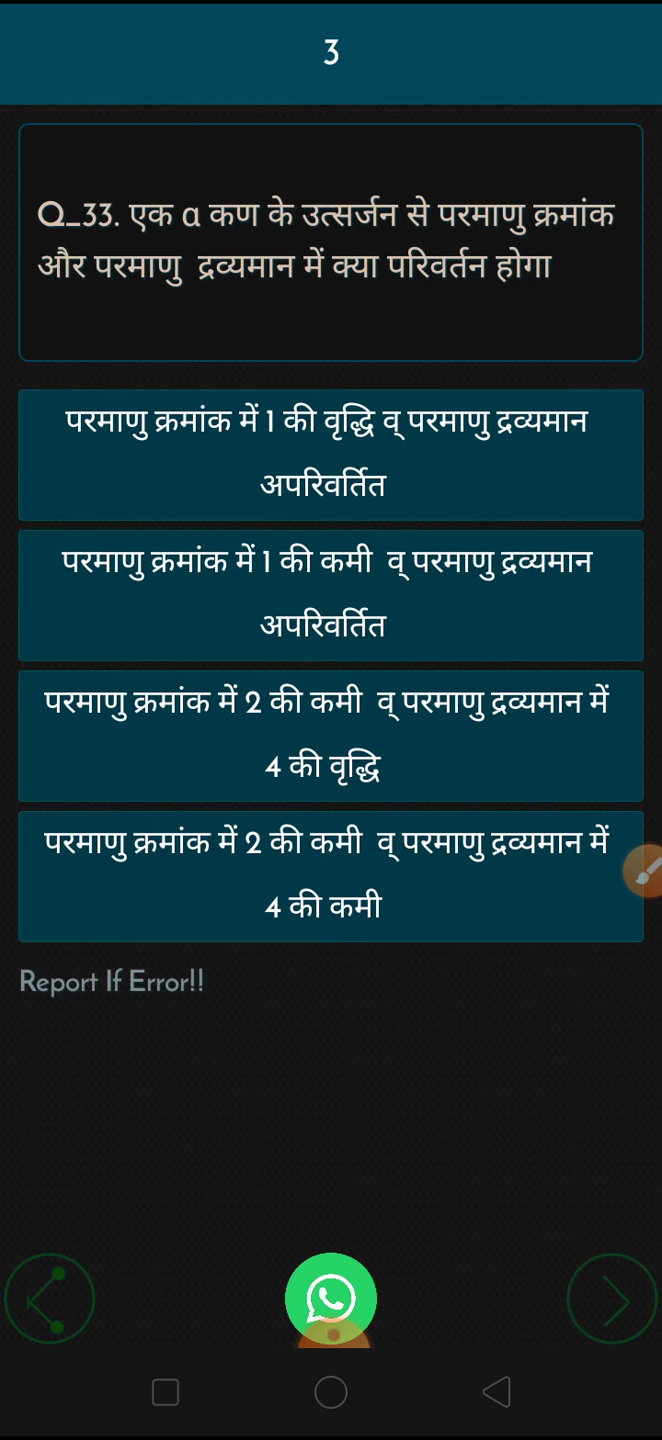 3
Q_33. एक α कण के उत्सर्जन से परमाणु क्रमांक
और परमाणु द्रव्यमान में क्या परिवर्तन होगा
परमाणु क्रमांक में 1 की वृद्धि व् परमाणु द्रव्यमान
अपरिवर्तित
परमाणु क्रमांक में 1 की कमी व् परमाणु द्रव्यमान
अपरिवर्तित
परमाणु क्रमांक में 2 की कमी व् परमाणु द्रव्यमान में
4 की वृद्धि
परमाणु क्रमांक में 2 की कमी व् परमाणु द्रव्यमान में
4 की कमी
Report If Error!!